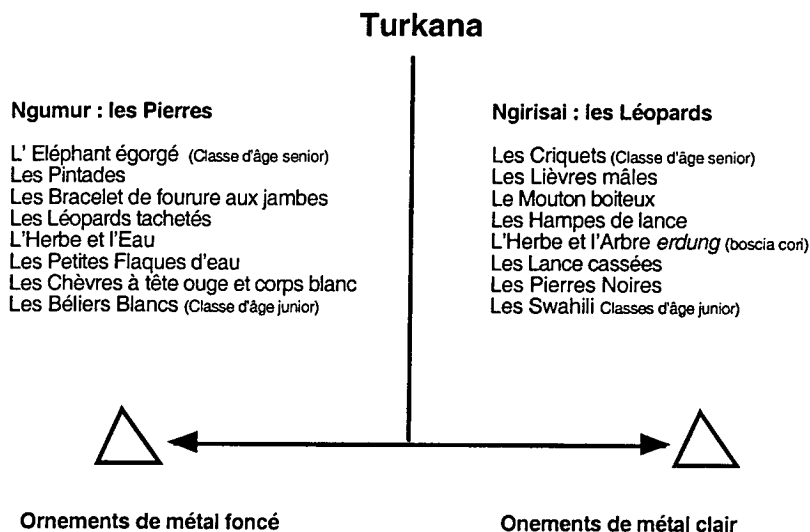 Turkana
Ngumur : les Pierres
L' Eléphant égorgé (Classe d'âge senior)
Les Pintades
Les Bracelet de fourure aux jambes
Les Léopards tachetés
L'Herbe et l'Eau
Les Petites Flaques d'eau
Les Chèvres à tête ouge et corps blanc
Les Béliers Blancs (Classe d'âge junior)
Ngirisai : les Léopards
Les Criquets (Classe d'âge senior)
Les Lièvres mâles
Le Mouton boiteux
Les Hampes de lance
L'Herbe et l'Arbre erdung (boscia cori)
Les Lance cassées
Les Pierres Noires
Les Swahili Classes d'âge junior)
Ornements de métal foncé
Onements de métal clair